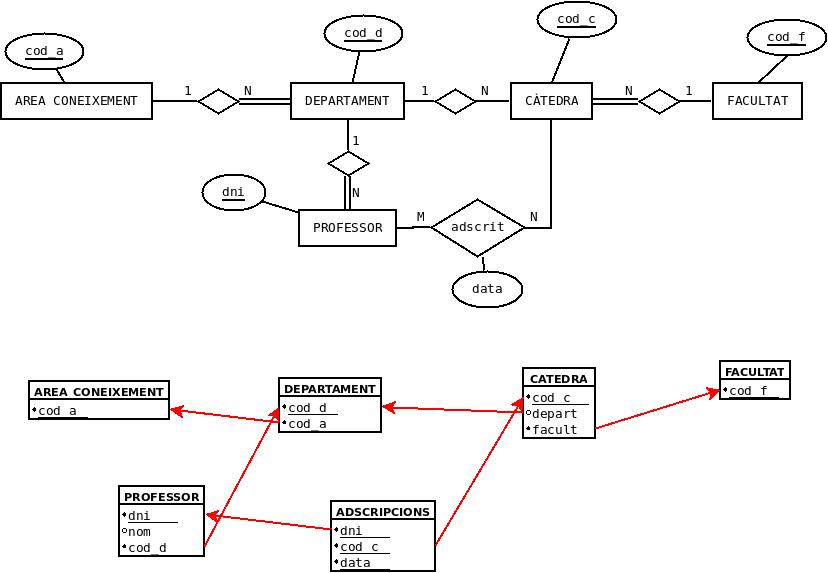 cod_c
cod_d
cod_f
cod_a
1 N
1 N
N 1
AREA CONEIXEMENT
DEPARTAMENT
CÀTEDRA
FACULTAT
1
dni
N
M
N
PROFESSOR
adscrit
data
FACULTAT
cod_f
CATEDRA
cod_c
depart
facult
AREA CONEIXEMENT
cod_a
DEPARTAMENT
cod_d
cod_a
PROFESSOR
dni
nom
cod_d
ADSCRIPCIONS
dni
cod_c
data